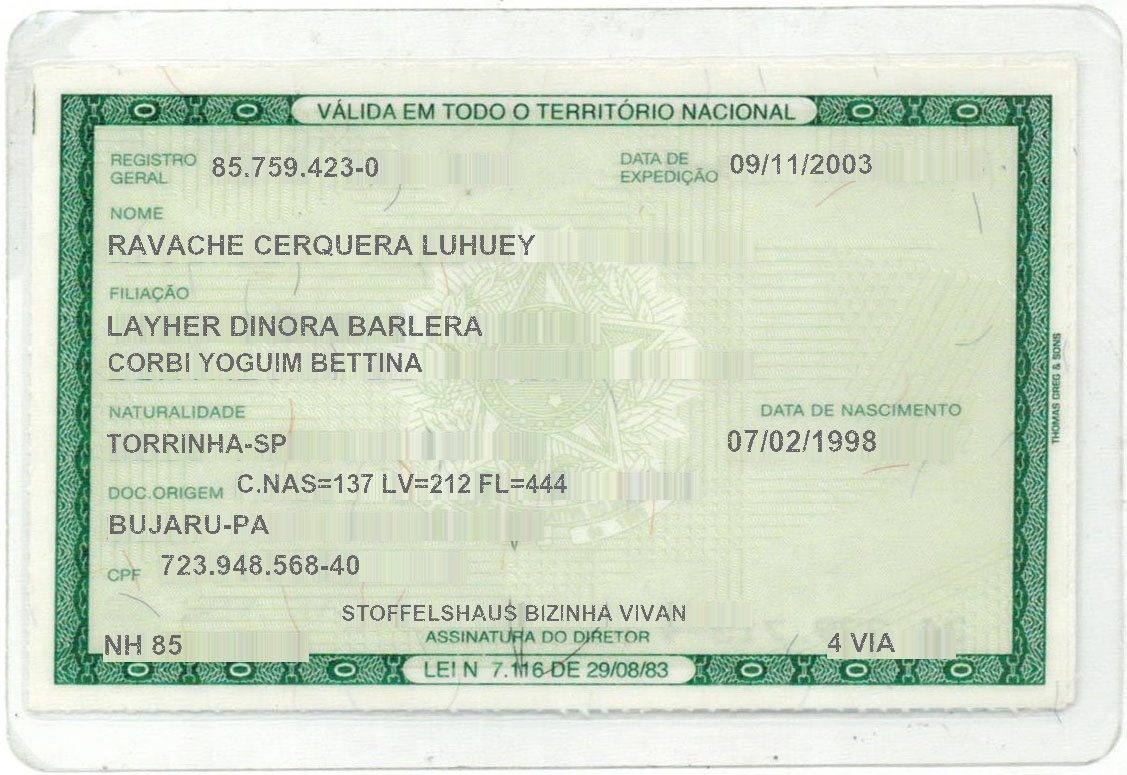 VÁLIDA EM TODO O TERRITÓRIO NACIONAL
REGISTRO GERAL 85.759.423-0 DATA DE EXPEDIÇÃO 09/11/2003
NOME
RAVACHE CERQUERA LUHUEY
FILIAÇÃO
LAYHER DINORA BARLERA
CORBI YOGUIM BETTINA
NATURALIDADE DATA DE NASCIMENTO
TORRINHA-SP 07/02/1998
DOC.ORIGEM C.NAS=137 LV=212 FL=444
BUJARU-PA
CPF 723.948.568-40
STOFFELSHAUS BIZINHA VIVAN
ASSINATURA DO DIRETOR
NH 85 4 VIA
LEI N 7.116 DE 29/08/83
THOMAS GREG & SONS